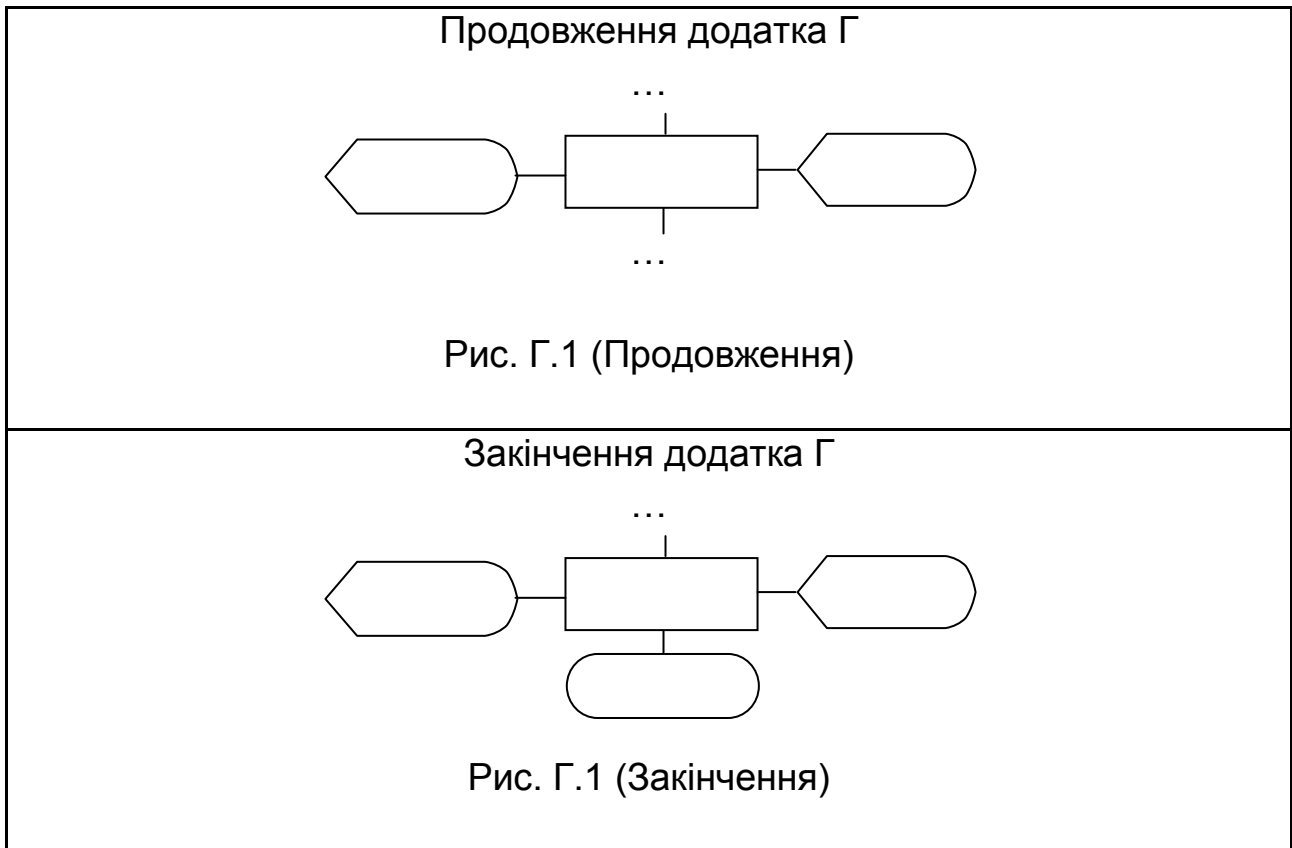 Продовження додатка Г
...
...
Рис. Г.1 (Продовження)
Закінчення додатка Г
...
Рис. Г.1 (Закінчення)